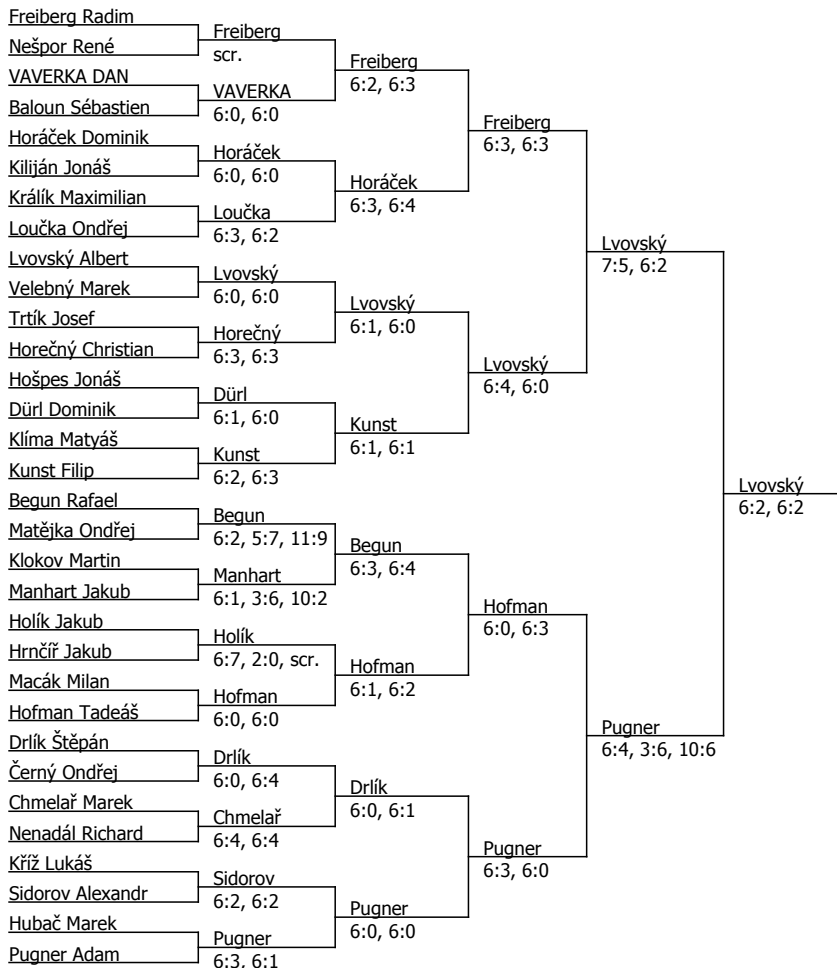 Freiberg Radim
Nešpor René
VAVERKA DAN
Baloun Sébastien
Horáček Dominik
Kiliján Jonáš
Králík Maximilian
Loučka Ondřej
Lvovský Albert
Velebný Marek
Trtík Josef
Horečný Christian
Hošpes Jonáš
Dürl Dominik
Klíma Matyáš
Kunst Filip
Begun Rafael
Matějka Ondřej
Klokov Martin
Manhart Jakub
Holík Jakub
Hrnčíř Jakub
Macák Milan
Hofman Tadeáš
Drlík Štěpán
Černý Ondřej
Chmelař Marek
Nenadál Richard
Kříž Lukáš
Sidorov Alexandr
Hubač Marek
Pugner Adam
Freiberg
scr.
VAVERKA
6:0, 6:0
Horáček
6:0, 6:0
Loučka
6:3, 6:2
Lvovský
6:0, 6:0
Horečný
6:3, 6:3
Dürl
6:1, 6:0
Kunst
6:2, 6:3
Begun
6:2, 5:7, 11:9
Manhart
6:1, 3:6, 10:2
Holík
6:7, 2:0, scr.
Hofman
6:0, 6:0
Drlík
6:0, 6:4
Chmelař
6:4, 6:4
Sidorov
6:2, 6:2
Pugner
6:3, 6:1
Freiberg
6:2, 6:3
Horáček
6:3, 6:4
Lvovský
6:1, 6:0
Kunst
6:1, 6:1
Begun
6:3, 6:4
Hofman
6:1, 6:2
Drlík
6:0, 6:1
Pugner
6:0, 6:0
Freiberg
6:3, 6:3
Lvovský
6:4, 6:0
Hofman
6:0, 6:3
Pugner
6:3, 6:0
Lvovský
7:5, 6:2
Pugner
6:4, 3:6, 10:6
Lvovský
6:2, 6:2